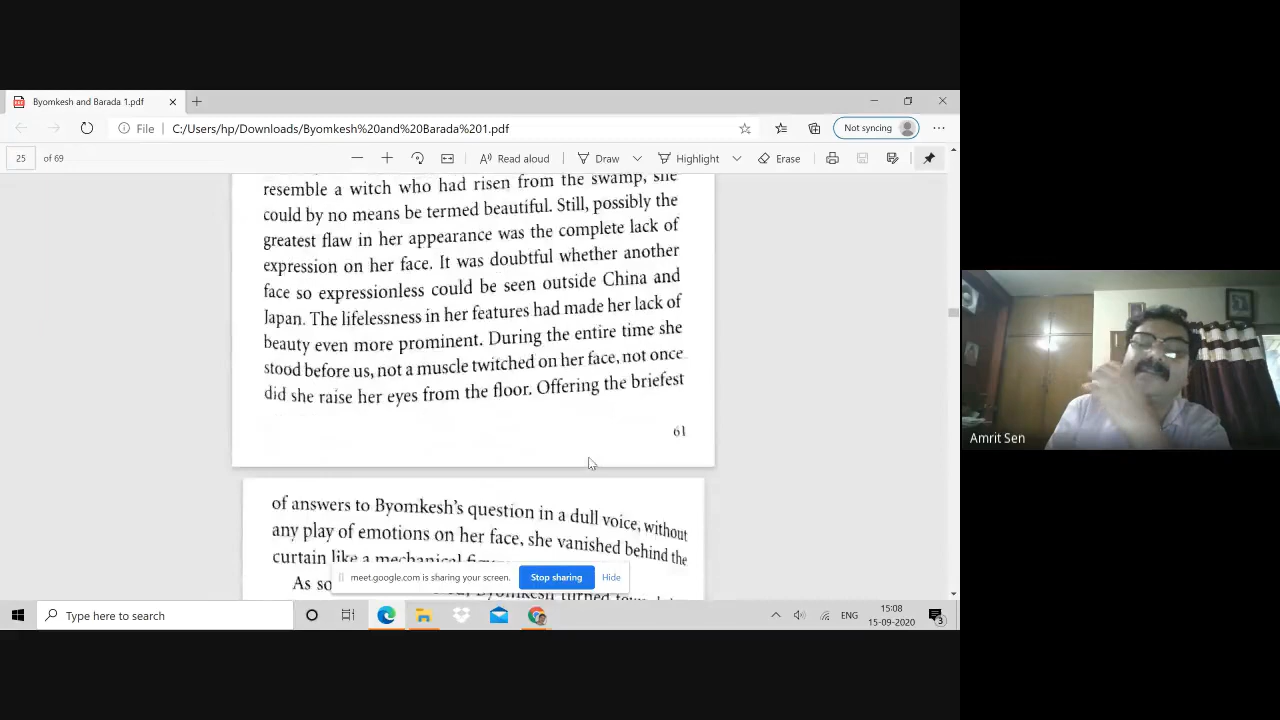 Byomkesh and Barada 1.pdf
File C:/Users/hp/Downloads/Byomkesh%20and%20Barada%201.pdf
Not syncing
25 of 69
Read aloud
Draw
Highlight
Erase
resemble a witch who had risen from the swamp, she
could by no means be termed beautiful. Still, possibly the
greatest flaw in her appearance was the complete lack of
expression on her face. It was doubtful whether another
face so expressionless could be seen outside China and
Japan. The lifelessness in her features had made her lack of
beauty even more prominent. During the entire time she
stood before us, not a muscle twitched on her face, not once
did she raise her eyes from the floor. Offering the briefest
61
of answers to Byomkesh's question in a dull voice, without
any play of emotions on her face, she vanished behind the
curtain like a mechanical
As Byomkesh turned
meet.google.com is sharing your screen.
Stop sharing
Hide
Type here to search
ENG
15:08
15-09-2020
3
Amrit Sen